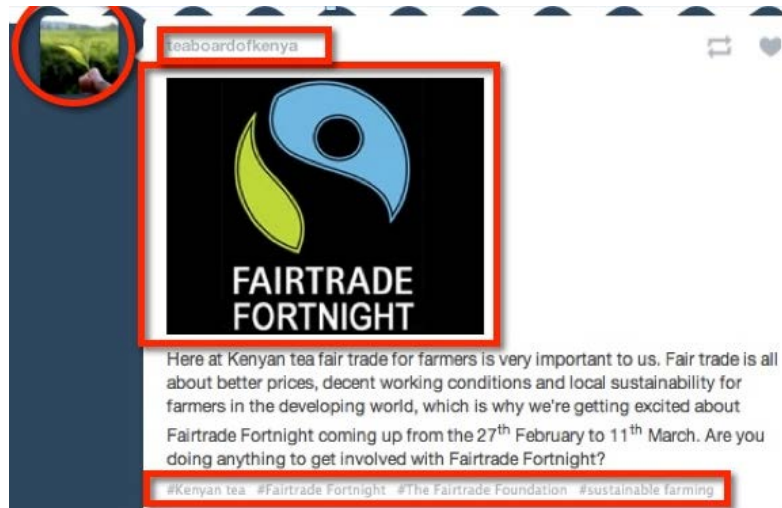 teaboardofkenya
FAIRTRADE
FORTNIGHT
Here at Kenyan tea fair trade for farmers is very important to us. Fair trade is all
about better prices, decent working conditions and local sustainability for
farmers in the developing world, which is why we're getting excited about
Fairtrade Fortnight coming up from the 27th February to 11th March. Are you
doing anything to get involved with Fairtrade Fortnight?
#Kenyan tea #Fairtrade Fortnight #The Fairtrade Foundation #sustainable farming